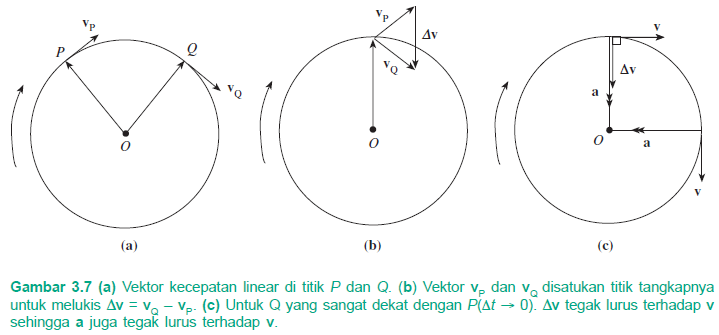 v_P
P
Q
v_Q
O
(a)
v_P
Δv
v_Q
O
(b)
v
Δv
a
O
a
v
(c)
Gambar 3.7 (a) Vektor kecepatan linear di titik P dan Q. (b) Vektor v_P dan v_Q disatukan titik tangkapnya
untuk melukis Δv = v_Q – v_P. (c) Untuk Q yang sangat dekat dengan P(Δt → 0). Δv tegak lurus terhadap v
sehingga a juga tegak lurus terhadap v.